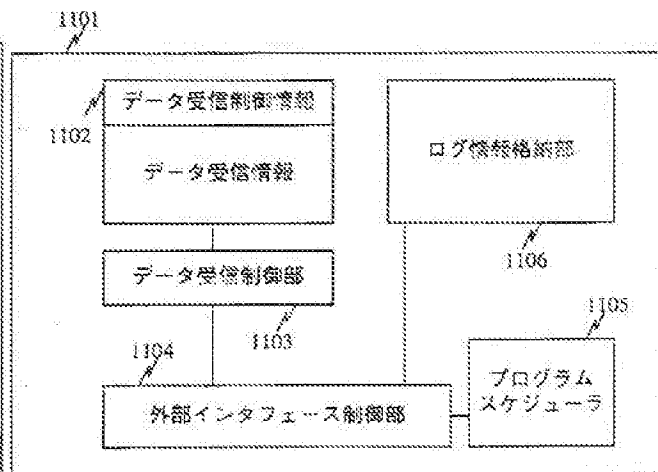 1101
データ受信制御情報
1102
データ受信情報
ログ情報格納部
1106
データ受信制御部
1103
1105
1104
プログラム
スケジューラ
外部インタフェース制御部